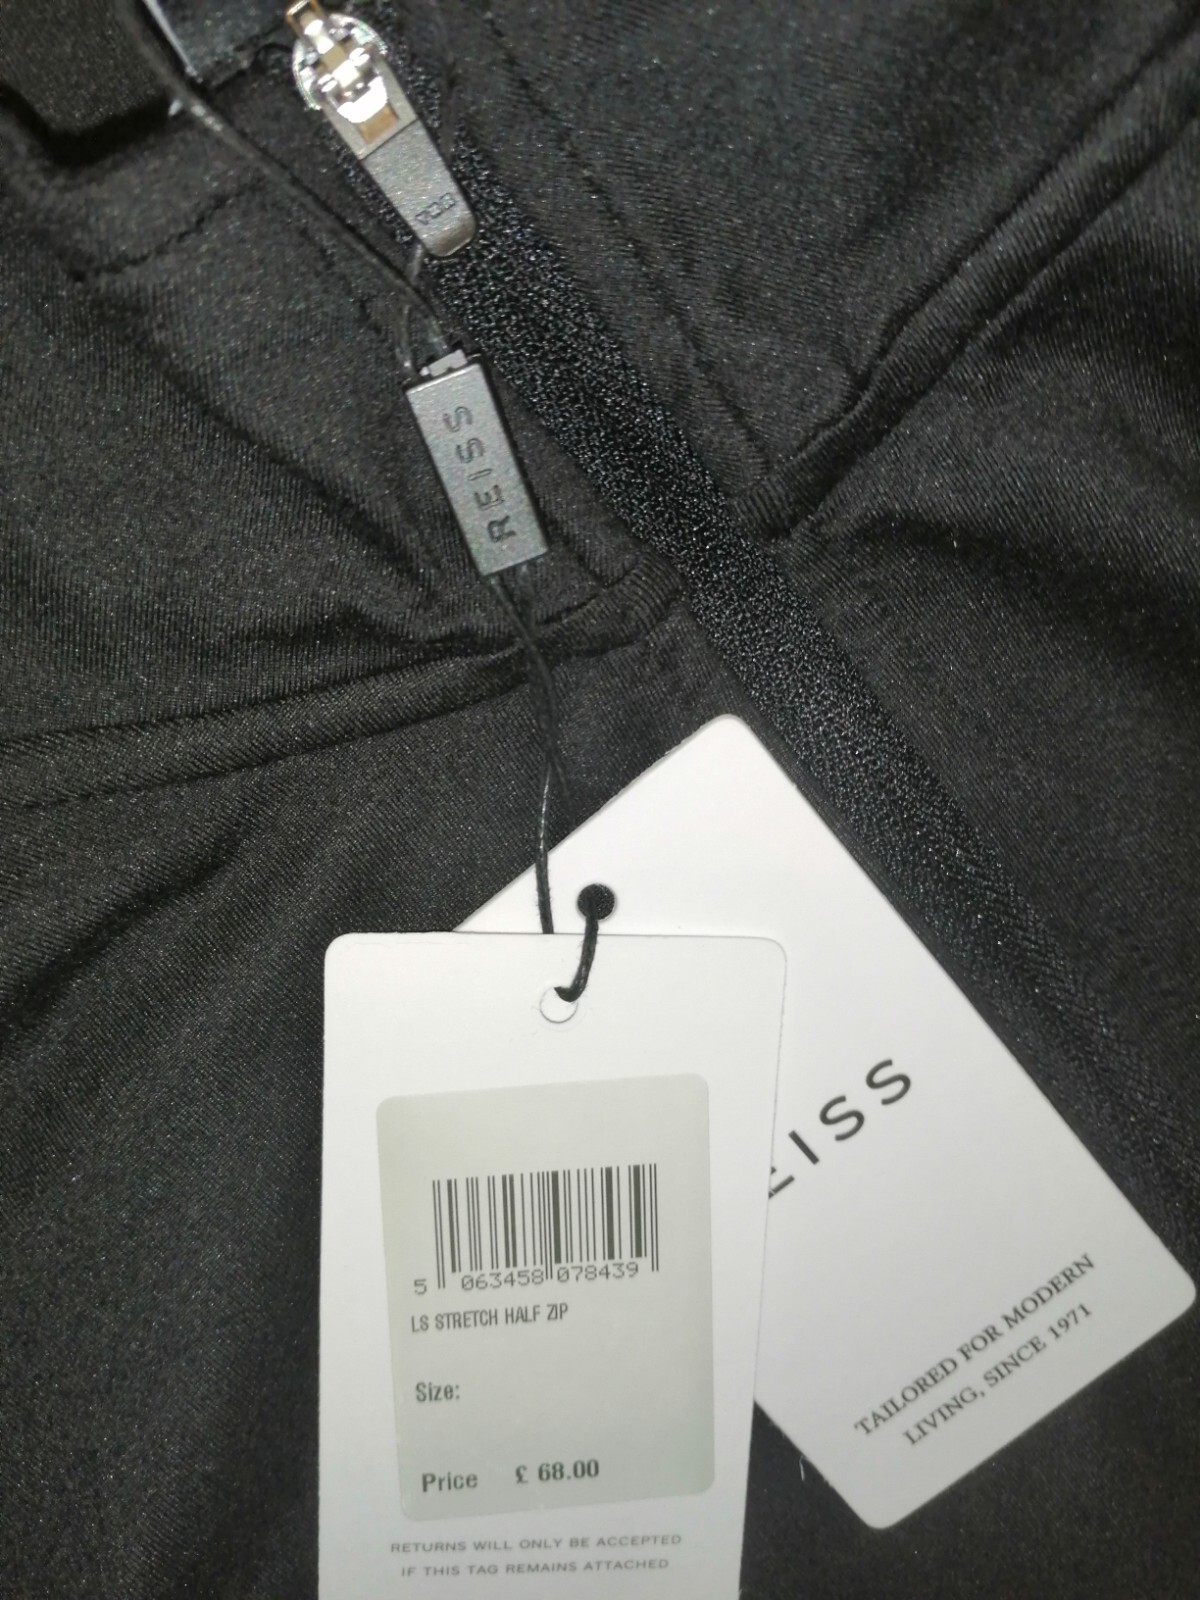 REISS
EISS
TAILORED FOR MODERN
LIVING, SINCE 1971
5 063458 078439
LS STRETCH HALF ZIP
Size:
Price £ 68.00
RETURNS WILL ONLY BE ACCEPTED
IF THIS TAG REMAINS ATTACHED